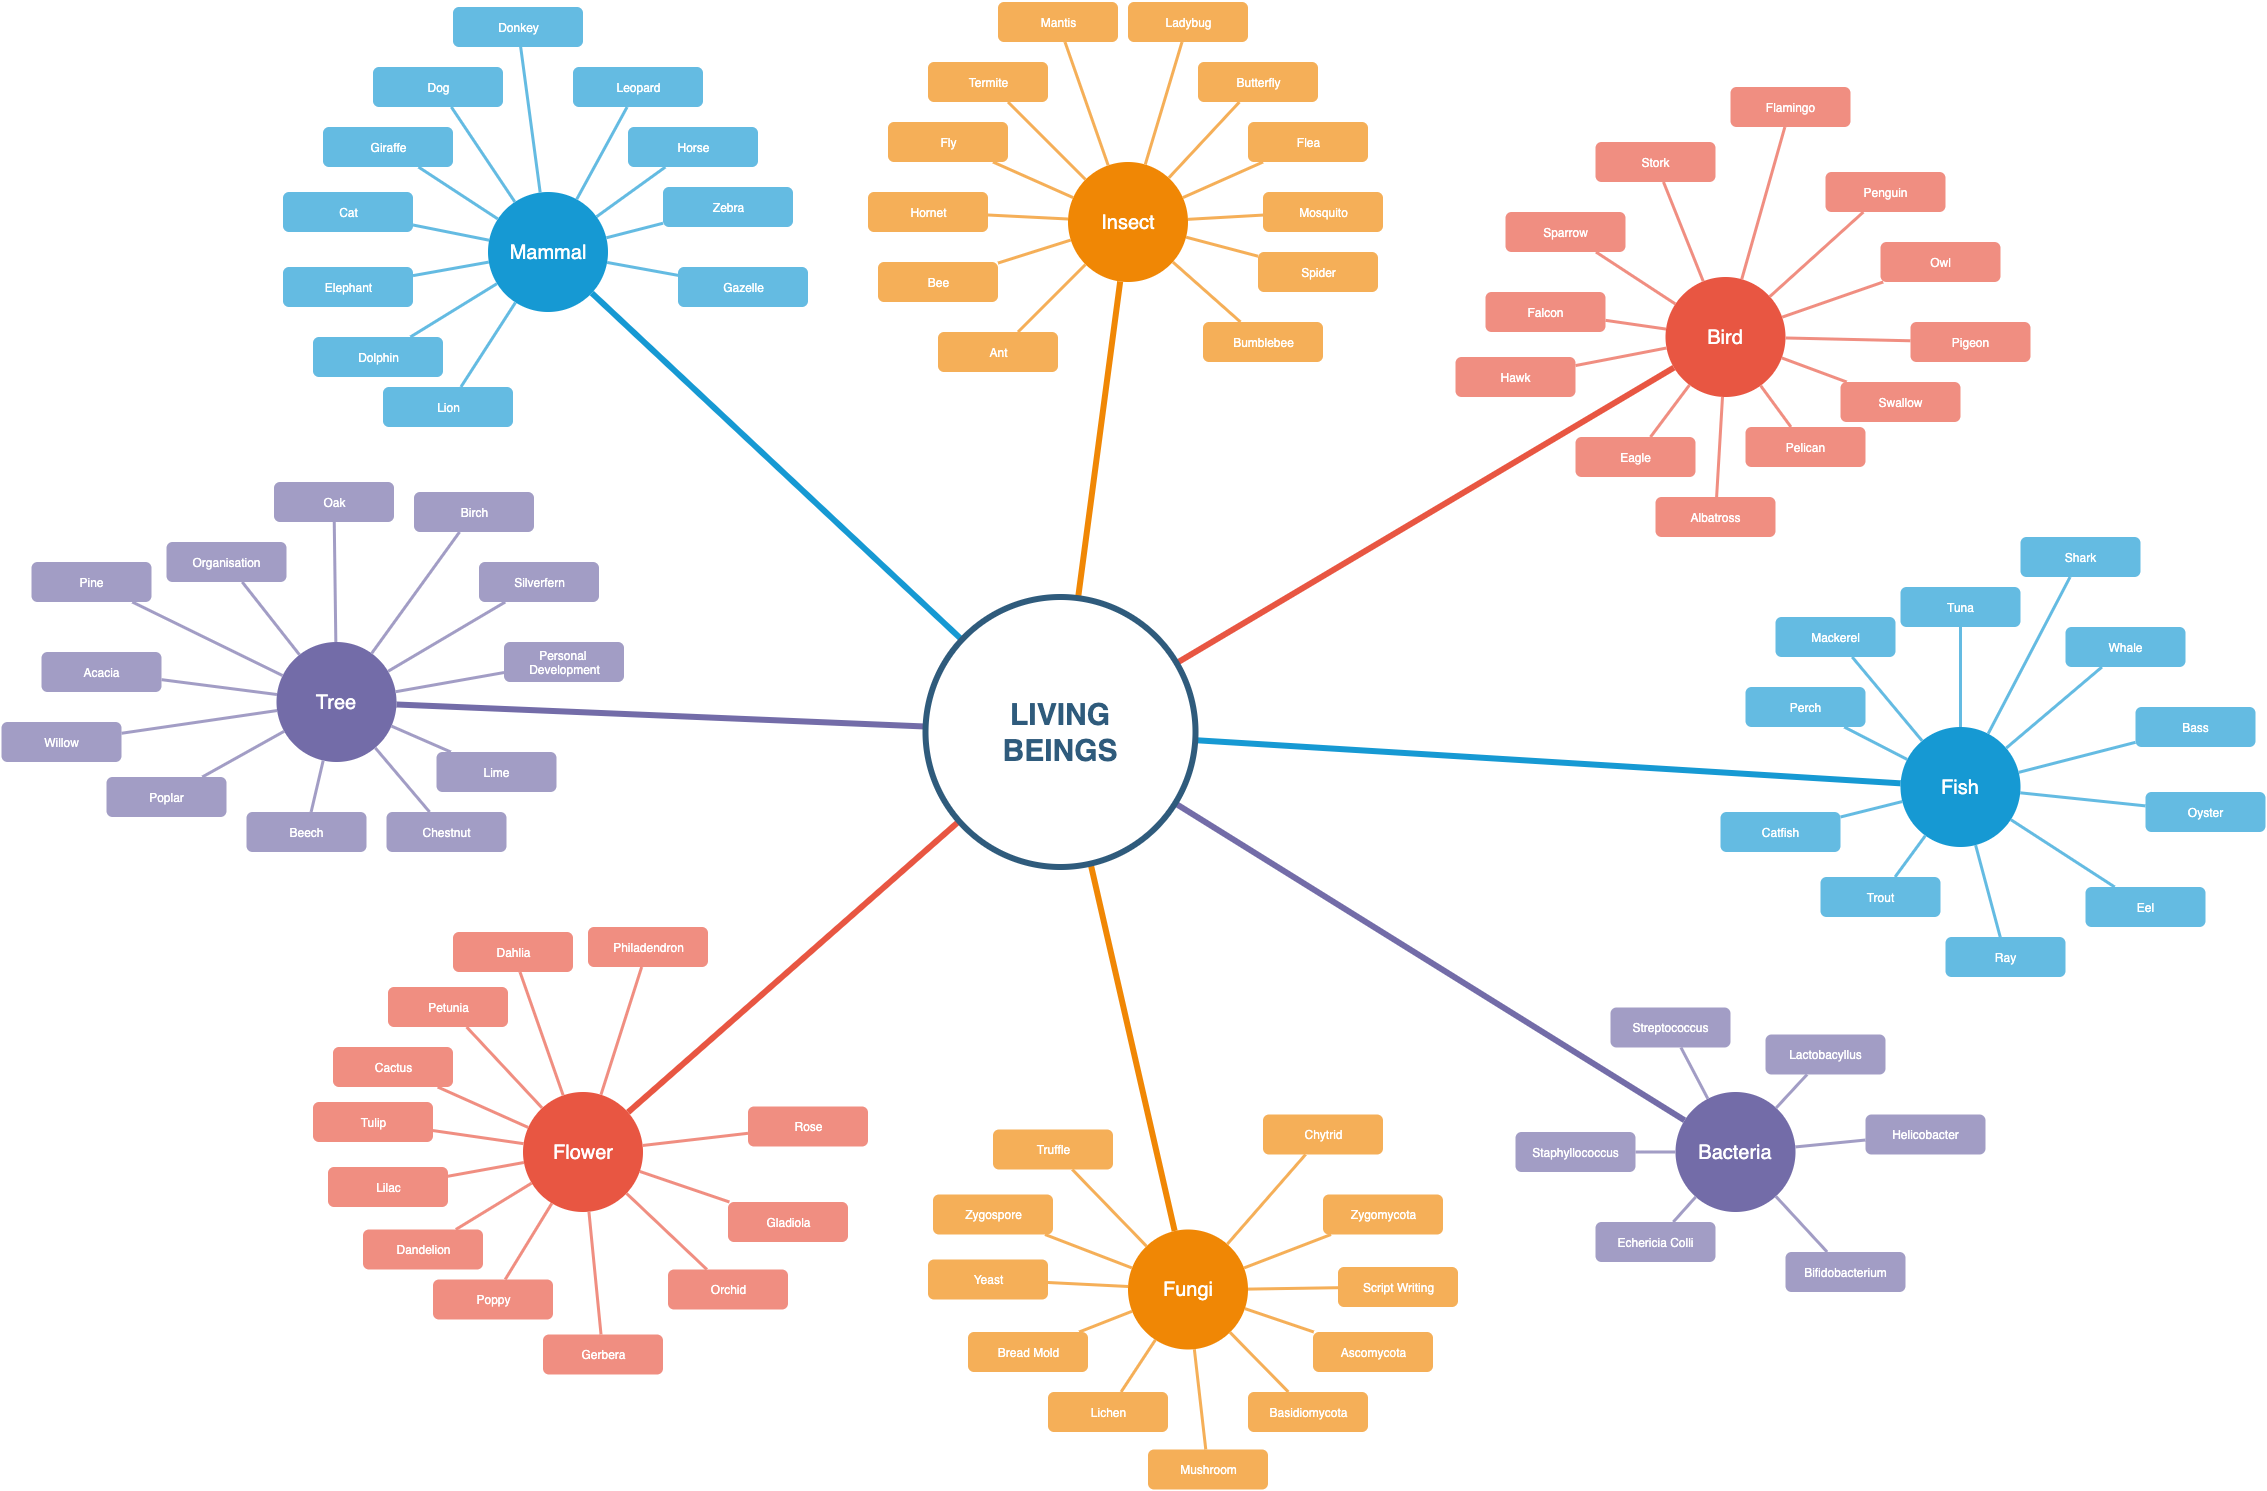 LIVING
BEINGS
Mammal
Donkey
Dog
Leopard
Giraffe
Horse
Cat
Zebra
Elephant
Gazelle
Dolphin
Lion
Insect
Mantis
Ladybug
Termite
Butterfly
Fly
Flea
Hornet
Mosquito
Bee
Spider
Ant
Bumblebee
Bird
Flamingo
Stork
Penguin
Sparrow
Owl
Falcon
Pigeon
Hawk
Swallow
Eagle
Pelican
Albatross
Tree
Oak
Birch
Organisation
Pine
Silverfern
Personal
Development
Acacia
Willow
Lime
Poplar
Beech
Chestnut
Fish
Shark
Tuna
Mackerel
Whale
Perch
Bass
Oyster
Catfish
Trout
Eel
Ray
Flower
Dahlia
Philadendron
Petunia
Cactus
Tulip
Rose
Lilac
Gladiola
Dandelion
Orchid
Poppy
Gerbera
Fungi
Truffle
Chytrid
Zygospore
Zygomycota
Yeast
Script Writing
Bread Mold
Ascomycota
Lichen
Basidiomycota
Mushroom
Bacteria
Streptococcus
Lactobacyllus
Helicobacter
Staphyllococcus
Echericia Colli
Bifidobacterium